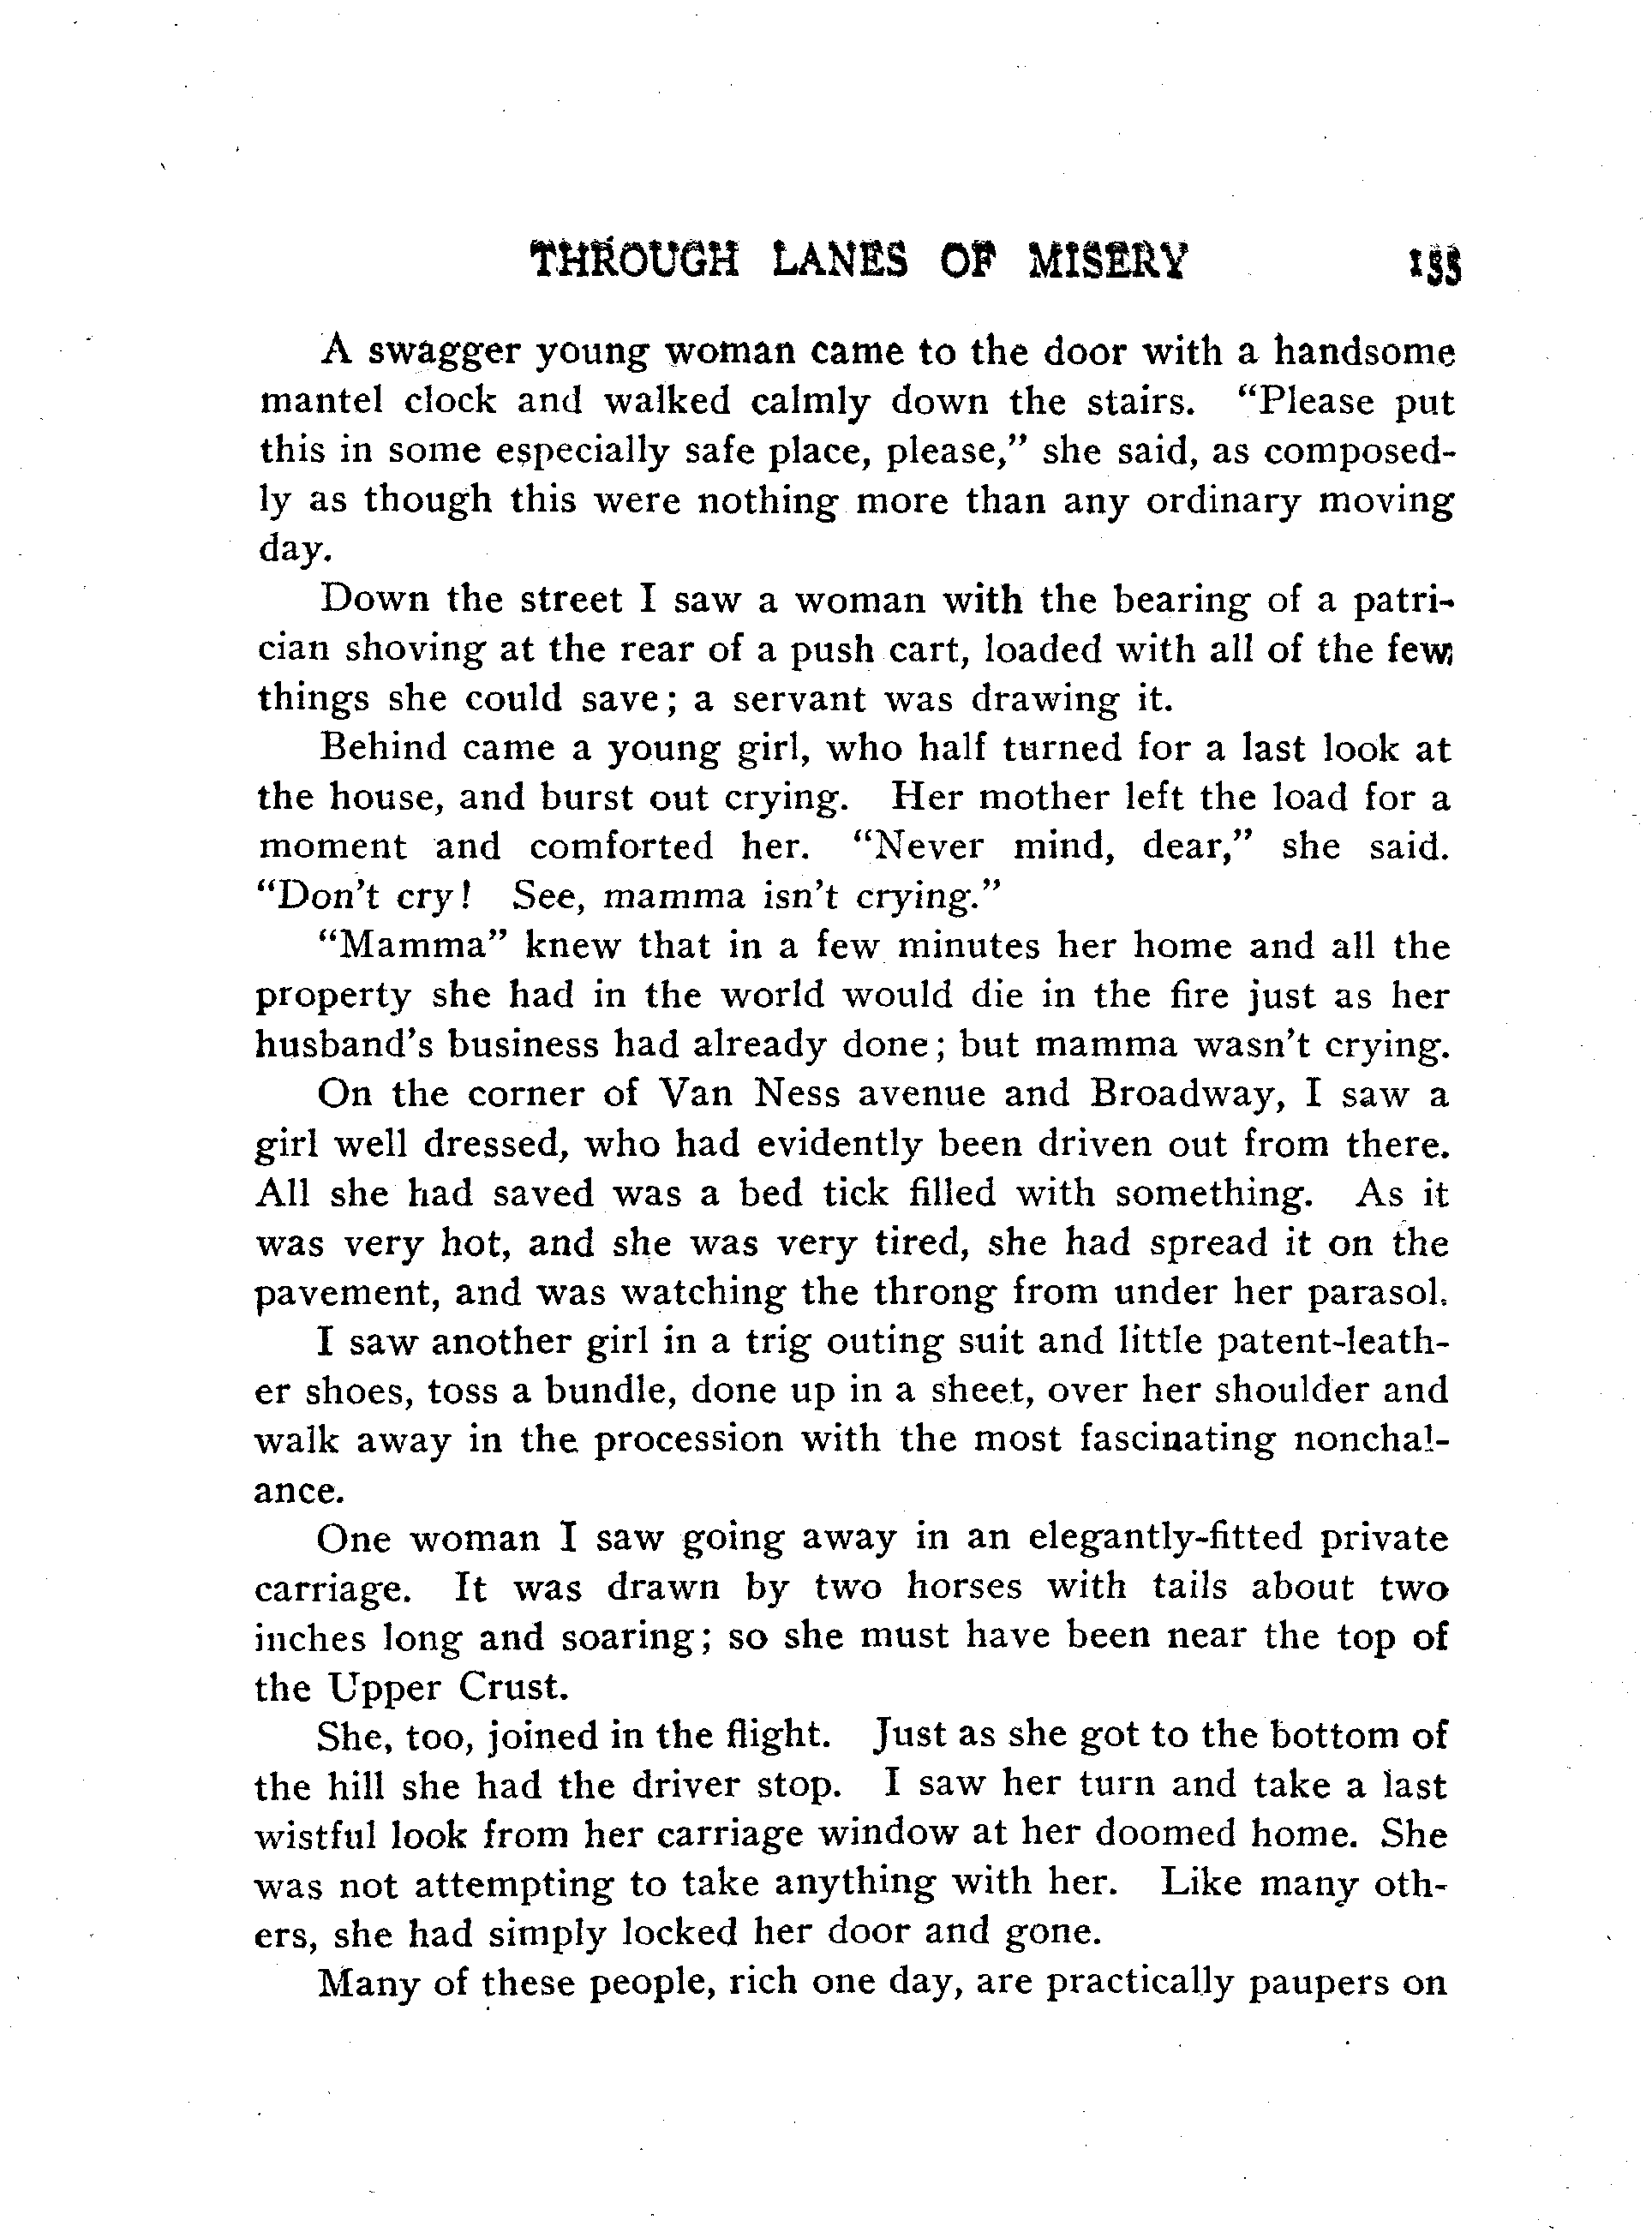 THROUGH LANES OF MISERY 155
A swagger young woman came to the door with a handsome
mantel clock and walked calmly down the stairs. “Please put
this in some especially safe place, please,” she said, as composed-
ly as though this were nothing more than any ordinary moving
day.
Down the street I saw a woman with the bearing of a patri-
cian shoving at the rear of a push cart, loaded with all of the few
things she could save; a servant was drawing it.
Behind came a young girl, who half turned for a last look at
the house, and burst out crying. Her mother left the load for a
moment and comforted her. “Never mind, dear,” she said.
“Don't cry! See, mamma isn't crying.”
“Mamma” knew that in a few minutes her home and all the
property she had in the world would die in the fire just as her
husband's business had already done; but mamma wasn't crying.
On the corner of Van Ness avenue and Broadway, I saw a
girl well dressed, who had evidently been driven out from there.
All she had saved was a bed tick filled with something. As it
was very hot, and she was very tired, she had spread it on the
pavement, and was watching the throng from under her parasol.
I saw another girl in a trig outing suit and little patent-leath-
er shoes, toss a bundle, done up in a sheet, over her shoulder and
walk away in the procession with the most fascinating nonchal-
ance.
One woman I saw going away in an elegantly-fitted private
carriage. It was drawn by two horses with tails about two
inches long and soaring; so she must have been near the top of
the Upper Crust.
She, too, joined in the flight. Just as she got to the bottom of
the hill she had the driver stop. I saw her turn and take a last
wistful look from her carriage window at her doomed home. She
was not attempting to take anything with her. Like many oth-
ers, she had simply locked her door and gone.
Many of these people, rich one day, are practically paupers on